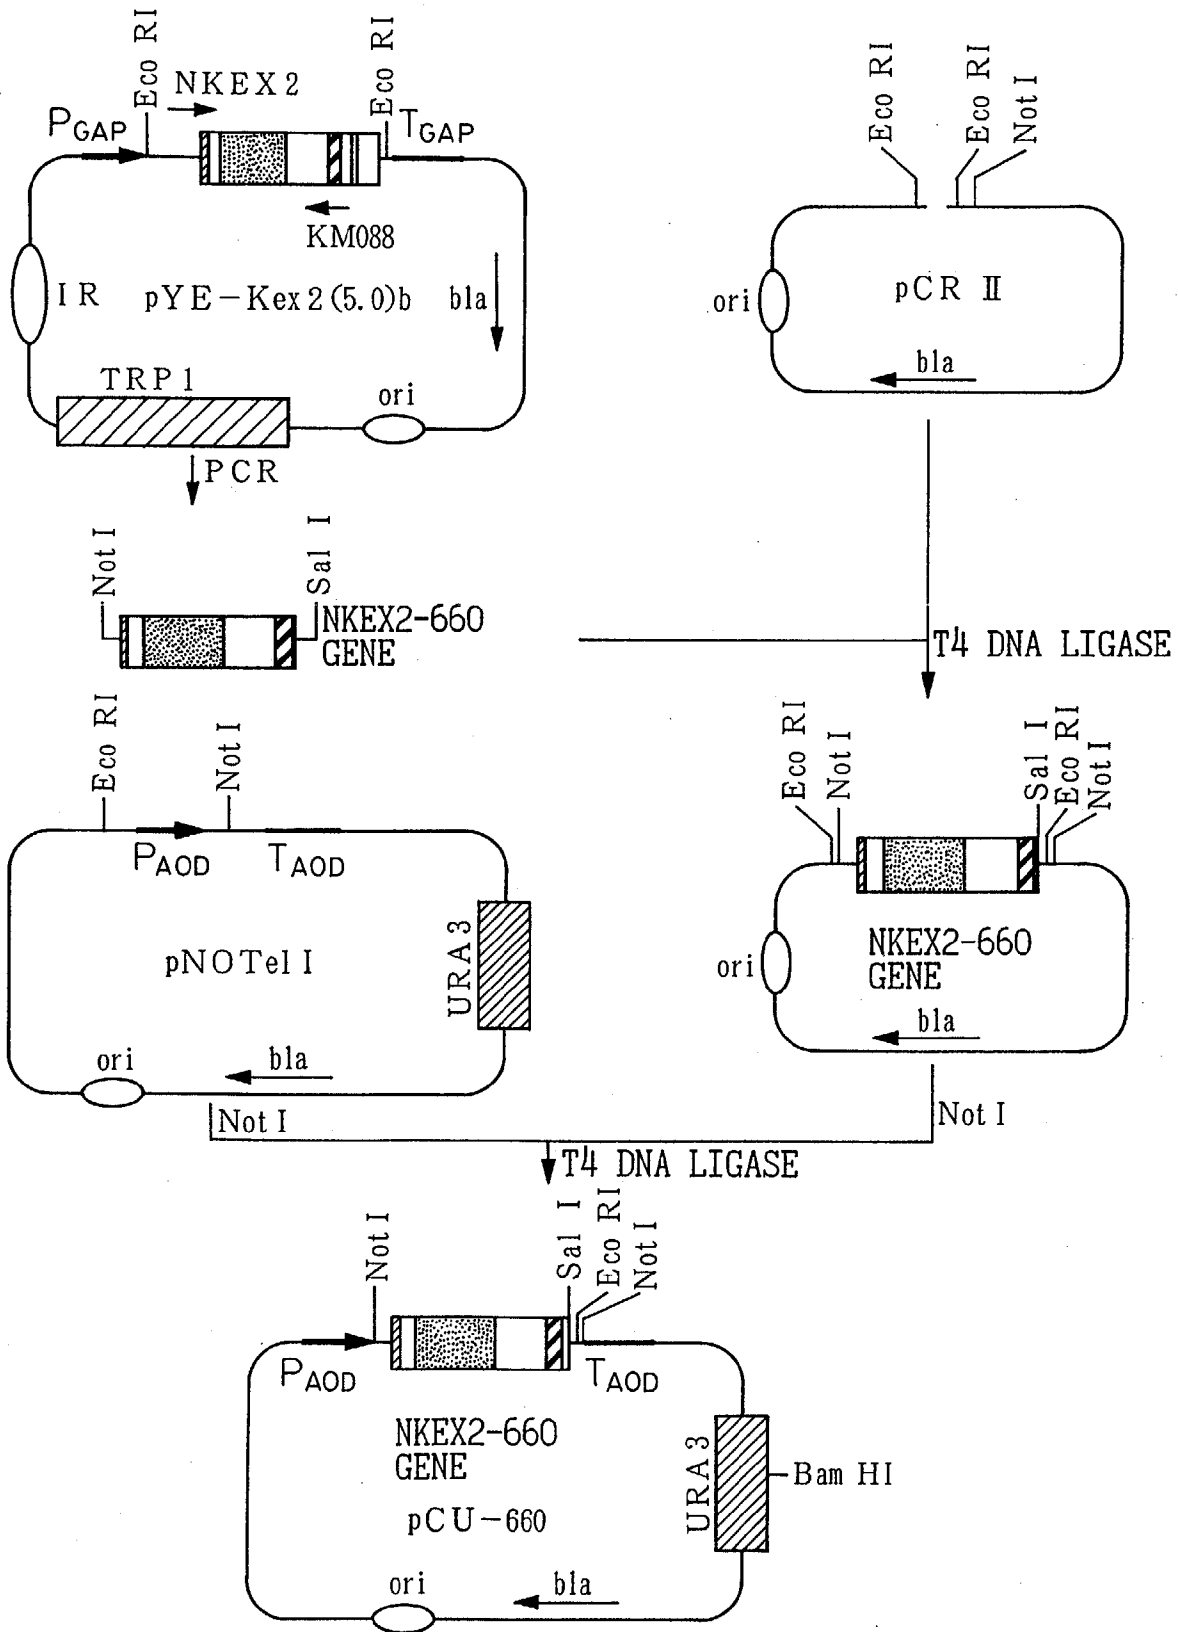 Eco RI
NKEX2
Eco RI
PGAP
TGAP
KM088
IR
pYE-Kex2(5.0)b
bla
TRP1
ori
PCR
Eco RI
Eco RI
Not I
ori
pCR II
bla
Not I
Sal I
NKEX2-660
GENE
T4 DNA LIGASE
Eco RI
Not I
PAOD
TAOD
pNOTel I
URA3
ori
bla
Not I
Eco RI
Not I
Sal I
Eco RI
Not I
ori
NKEX2-660
GENE
bla
Not I
T4 DNA LIGASE
Not I
Sal I
Eco RI
Not I
PAOD
TAOD
NKEX2-660
GENE
pCU-660
URA3
Bam HI
ori
bla